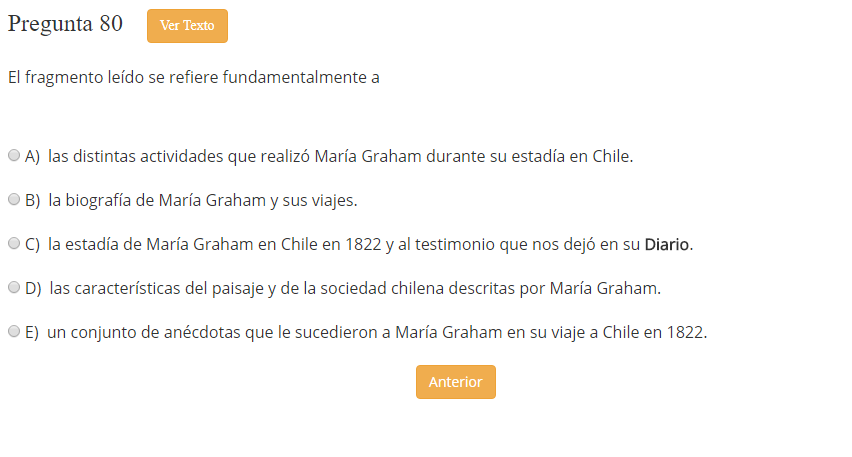 Pregunta 80
Ver Texto
El fragmento leído se refiere fundamentalmente a
A) las distintas actividades que realizó María Graham durante su estadía en Chile.
B) la biografía de María Graham y sus viajes.
C) la estadía de María Graham en Chile en 1822 y al testimonio que nos dejó en su Diario.
D) las características del paisaje y de la sociedad chilena descritas por María Graham.
E) un conjunto de anécdotas que le sucedieron a María Graham en su viaje a Chile en 1822.
Anterior